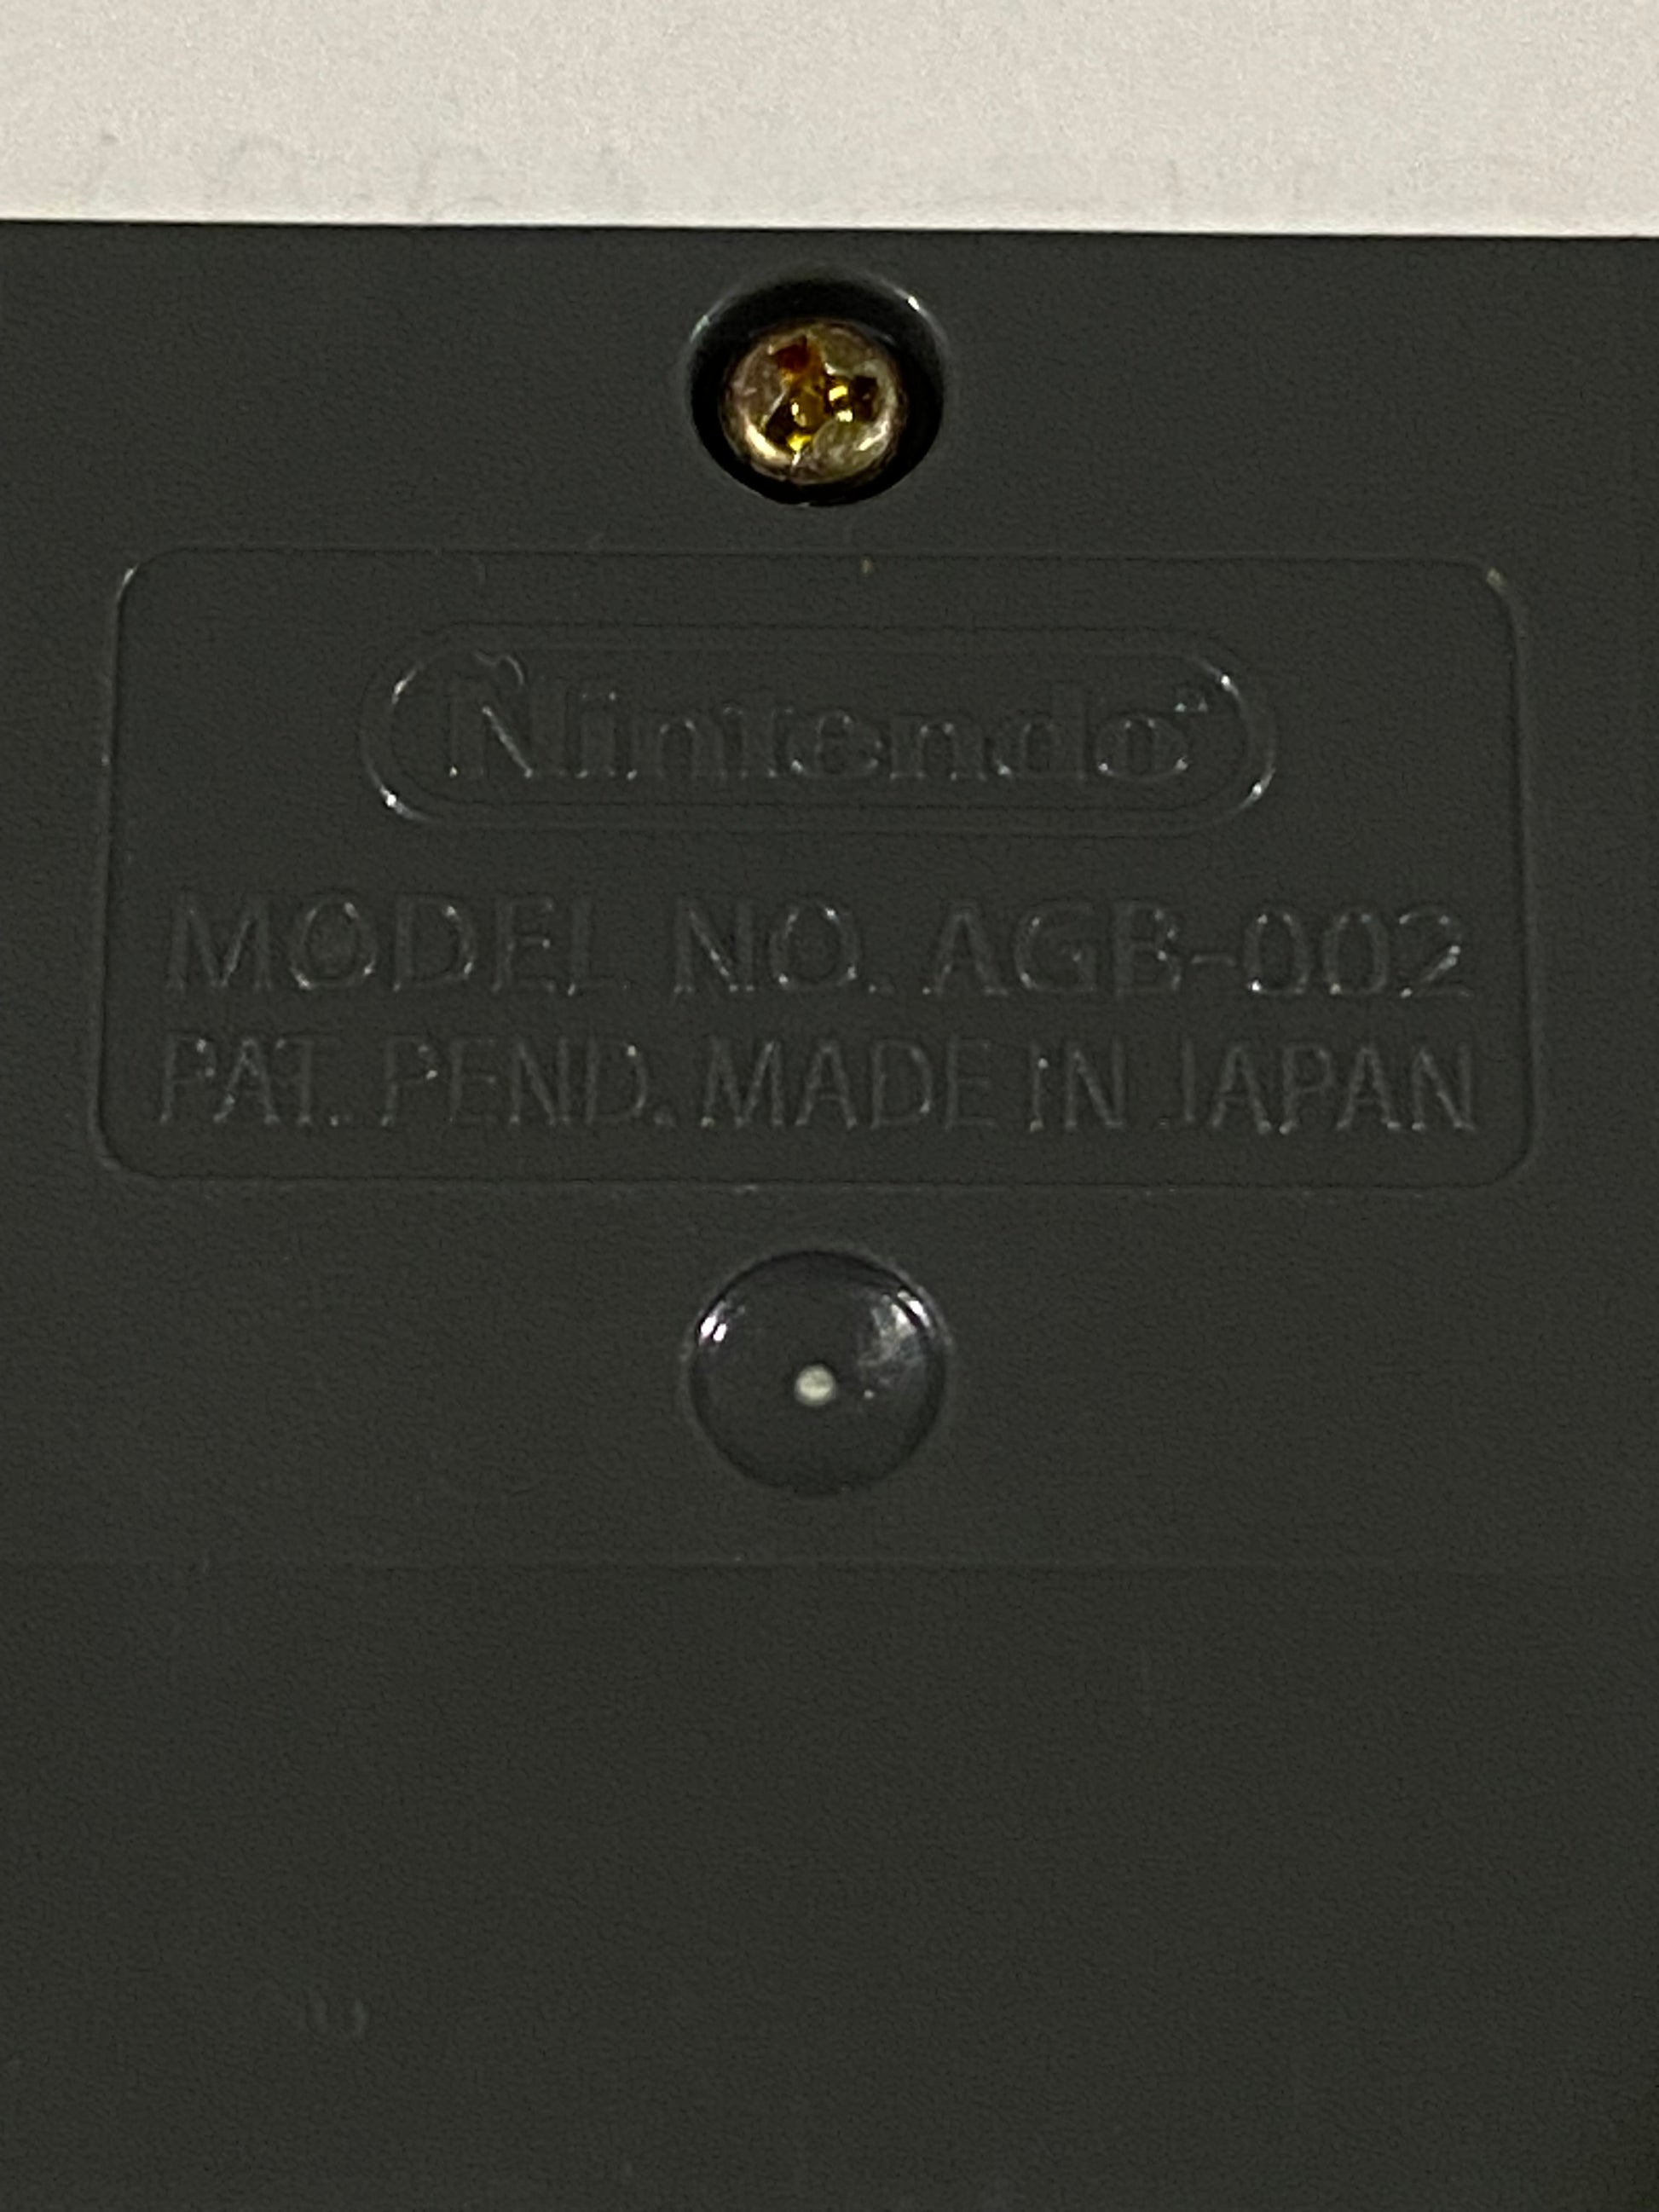 Nintendo
MODEL NO. AGB-002
PAT. PEND. MADE IN JAPAN